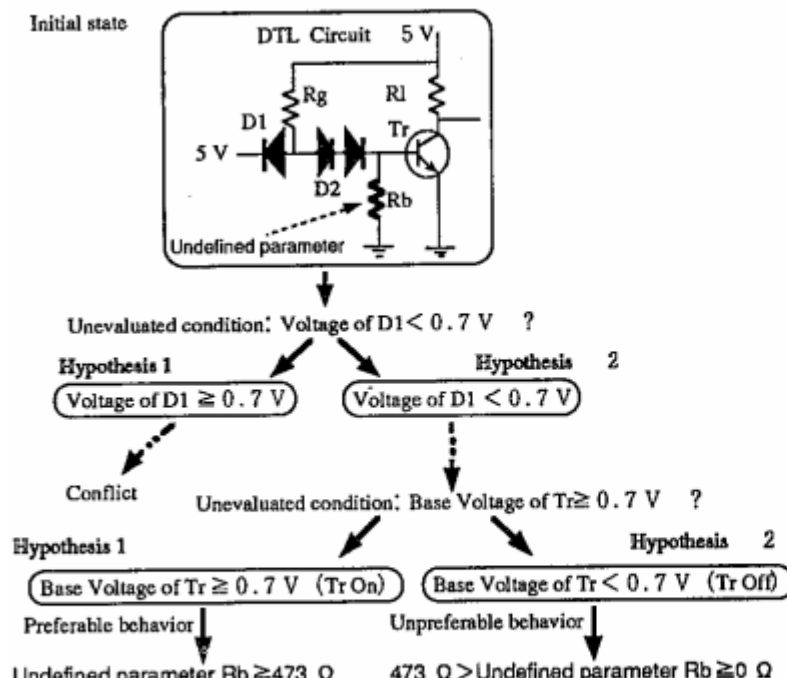 Initial state
DTL Circuit 5 V
Rg
Rl
D1
Tr
5 V
D2
Rb
Undefined parameter
Unevaluated condition: Voltage of D1 < 0.7 V ?
Hypothesis 1
Hypothesis 2
Voltage of D1 ≧ 0.7 V
Voltage of D1 < 0.7 V
Conflict
Unevaluated condition: Base Voltage of Tr ≧ 0.7 V ?
Hypothesis 1
Hypothesis 2
Base Voltage of Tr ≧ 0.7 V (Tr On)
Base Voltage of Tr < 0.7 V (Tr Off)
Preferable behavior
Unpreferable behavior
Undefined parameter Rb ≧ 473 Ω
473 Ω > Undefined parameter Rb ≧ 0 Ω